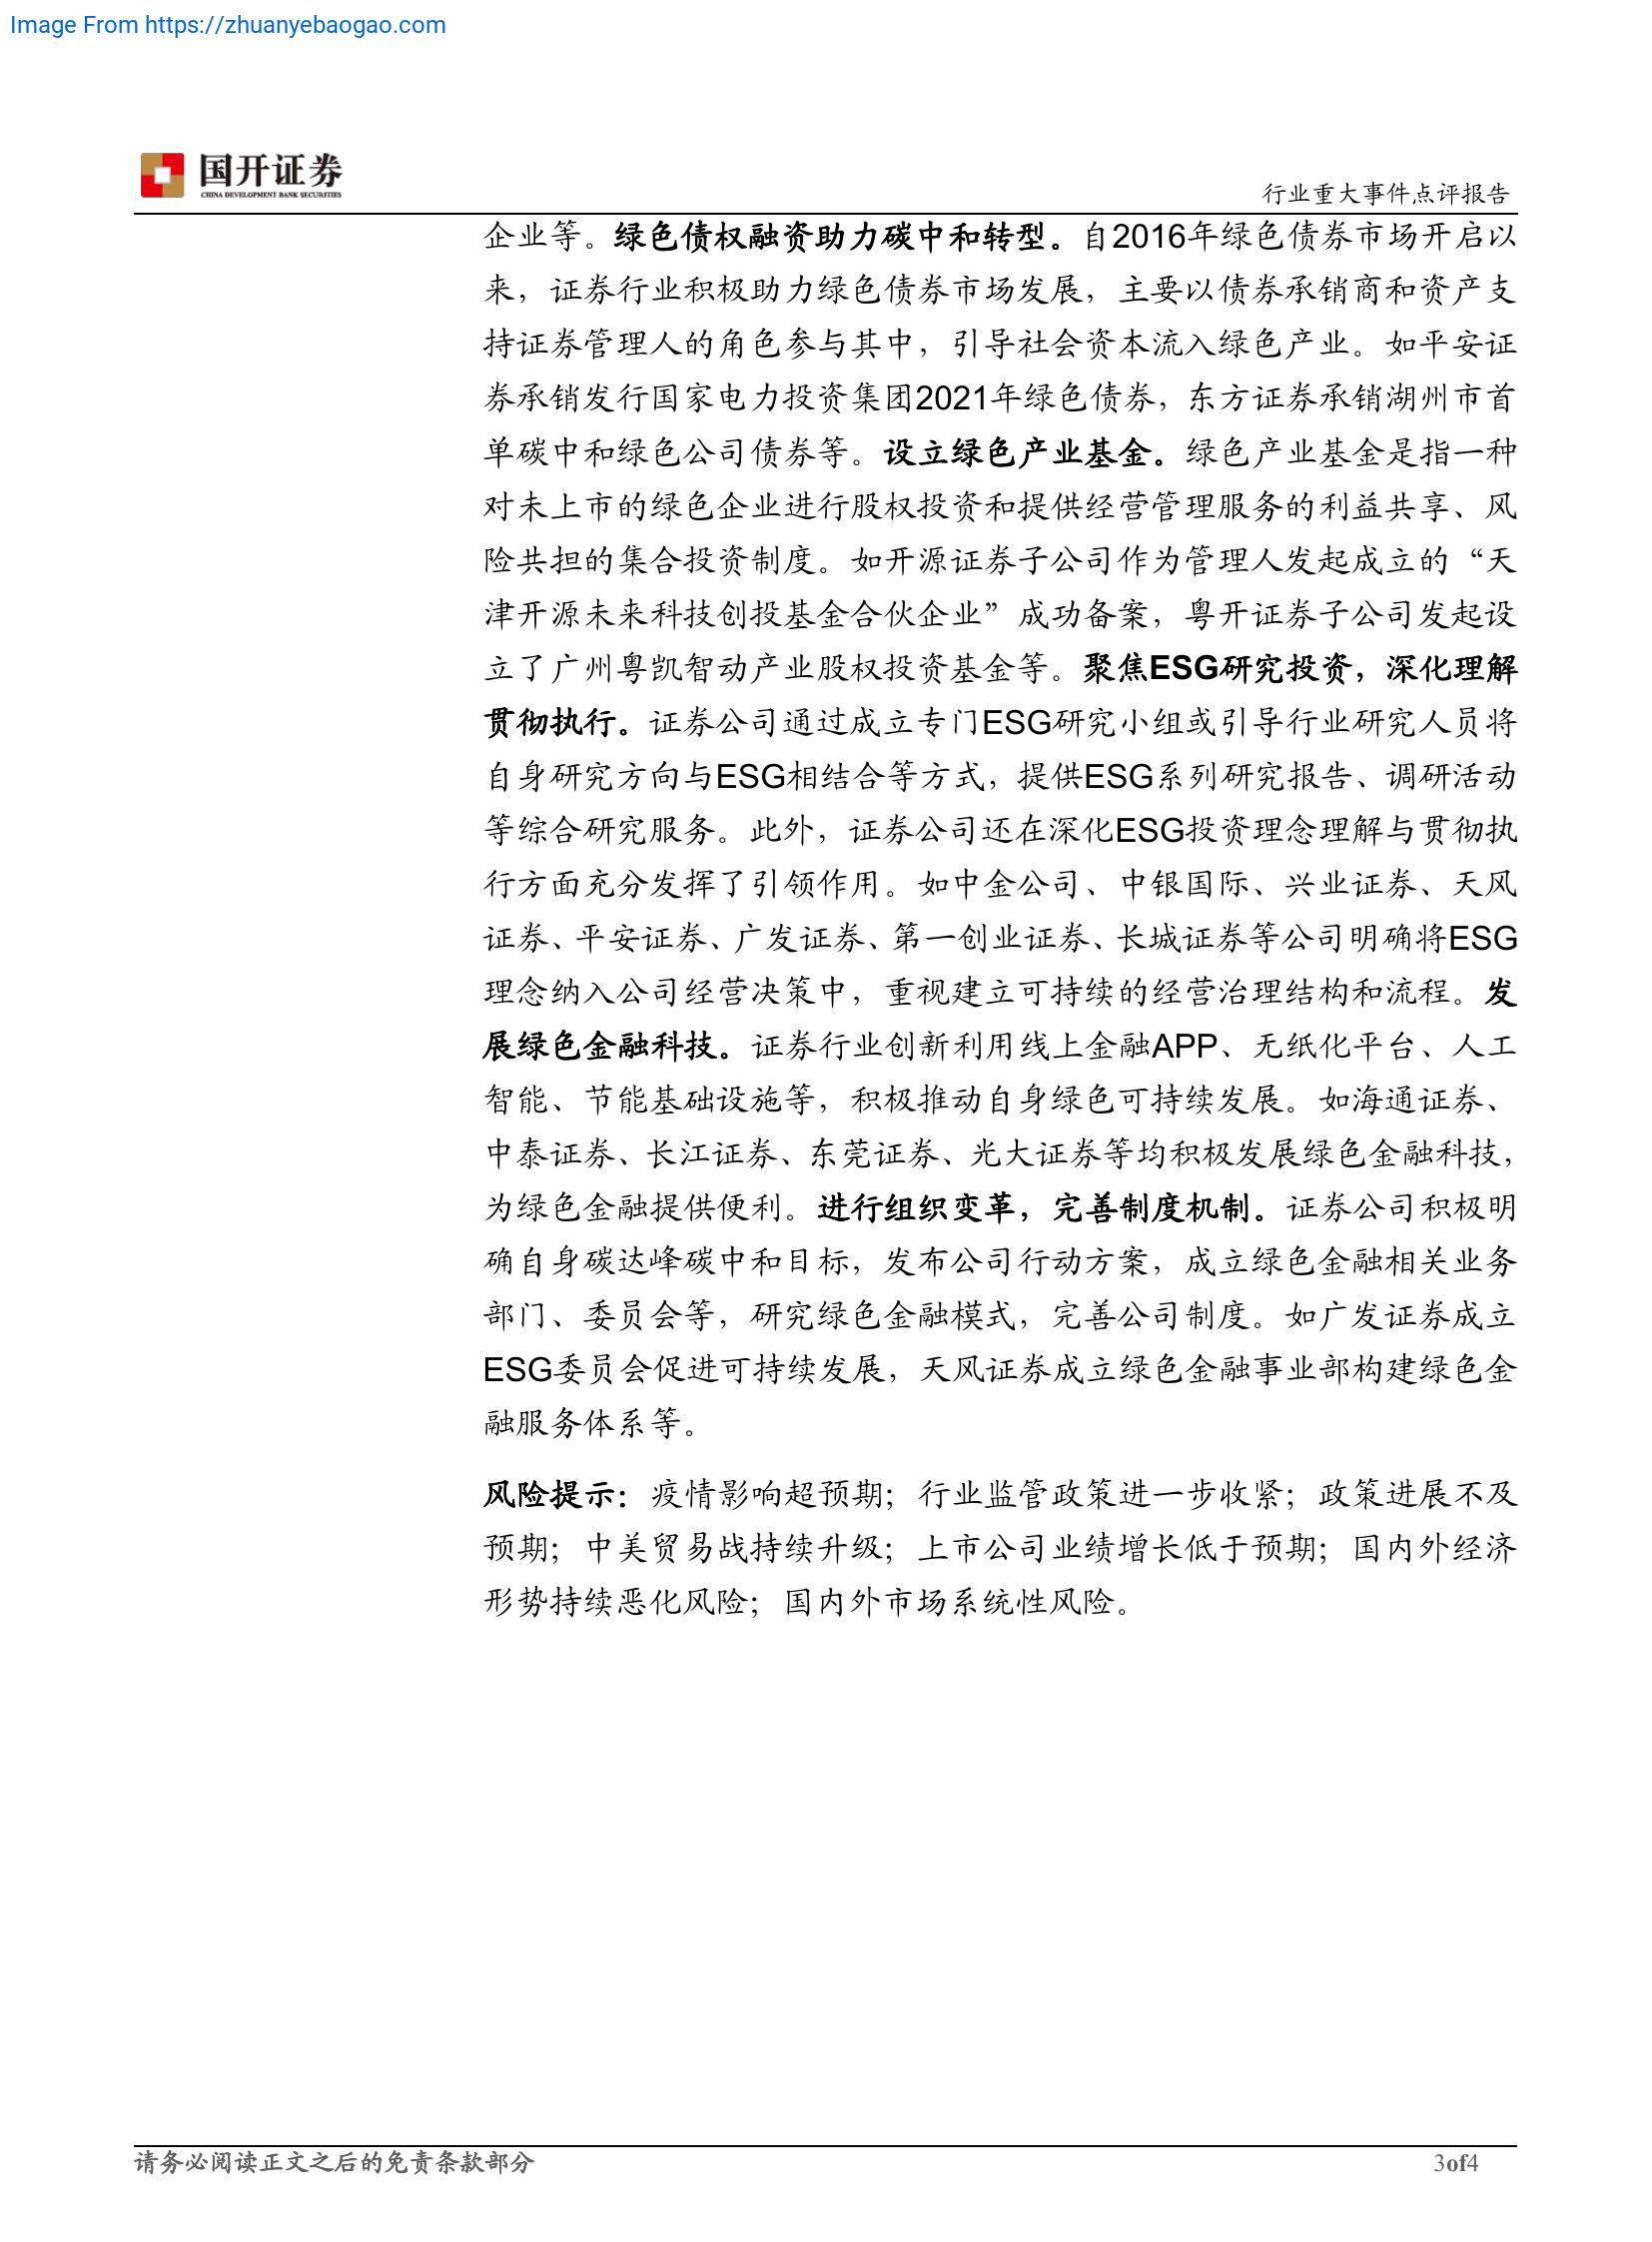 Image From https://zhuanyebaogao.com
国开证券
CHINA DEVELOPMENT BANK SECURITIES
行业重大事件点评报告
企业等。绿色债权融资助力碳中和转型。自2016年绿色债券市场开启以
来，证券行业积极助力绿色债券市场发展，主要以债券承销商和资产支
持证券管理人的角色参与其中，引导社会资本流入绿色产业。如平安证
券承销发行国家电力投资集团2021年绿色债券，东方证券承销湖州市首
单碳中和绿色公司债券等。设立绿色产业基金。绿色产业基金是指一种
对未上市的绿色企业进行股权投资和提供经营管理服务的利益共享、风
险共担的集合投资制度。如开源证券子公司作为管理人发起成立的“天
津开源未来科技创投基金合伙企业”成功备案，粤开证券子公司发起设
立了广州粤凯智动产业股权投资基金等。聚焦ESG研究投资，深化理解
贯彻执行。证券公司通过成立专门ESG研究小组或引导行业研究人员将
自身研究方向与ESG相结合等方式，提供ESG系列研究报告、调研活动
等综合研究服务。此外，证券公司还在深化ESG投资理念理解与贯彻执
行方面充分发挥了引领作用。如中金公司、中银国际、兴业证券、天风
证券、平安证券、广发证券、第一创业证券、长城证券等公司明确将ESG
理念纳入公司经营决策中，重视建立可持续的经营治理结构和流程。发
展绿色金融科技。证券行业创新利用线上金融APP、无纸化平台、人工
智能、节能基础设施等，积极推动自身绿色可持续发展。如海通证券、
中泰证券、长江证券、东莞证券、光大证券等均积极发展绿色金融科技，
为绿色金融提供便利。进行组织变革，完善制度机制。证券公司积极明
确自身碳达峰碳中和目标，发布公司行动方案，成立绿色金融相关业务
部门、委员会等，研究绿色金融模式，完善公司制度。如广发证券成立
ESG委员会促进可持续发展，天风证券成立绿色金融事业部构建绿色金
融服务体系等。
风险提示：疫情影响超预期；行业监管政策进一步收紧；政策进展不及
预期；中美贸易战持续升级；上市公司业绩增长低于预期；国内外经济
形势持续恶化风险；国内外市场系统性风险。
请务必阅读正文之后的免责条款部分
3of4